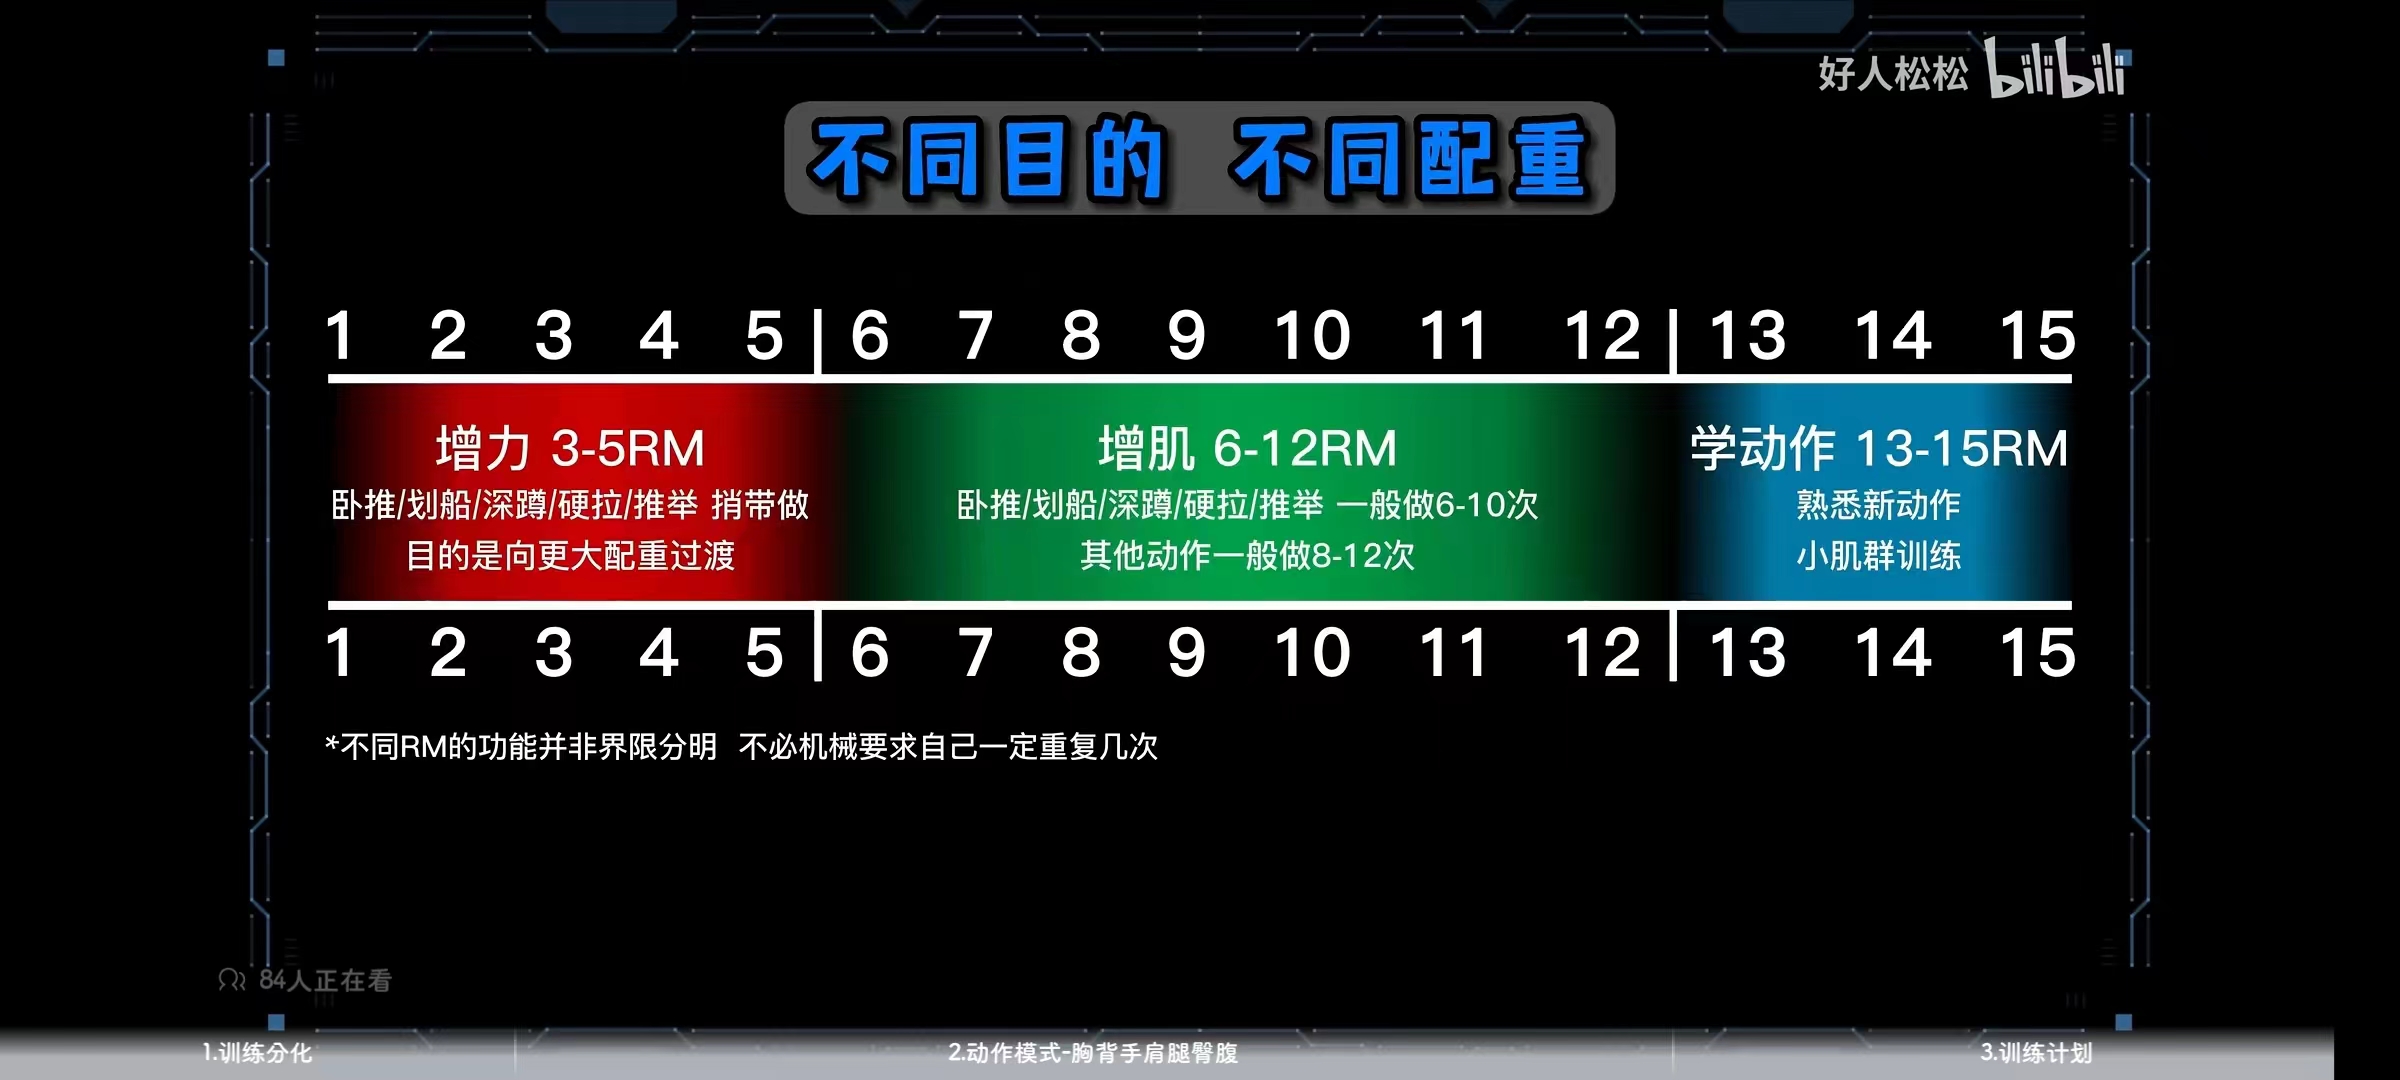 好人松松 bilibili
不同目的 不同配重
1 2 3 4 5 6 7 8 9 10 11 12 13 14 15
增力 3-5RM
卧推/划船/深蹲/硬拉/推举 捎带做
目的是向更大配重过渡
增肌 6-12RM
卧推/划船/深蹲/硬拉/推举 一般做6-10次
其他动作一般做8-12次
学动作 13-15RM
熟悉新动作
小肌群训练
1 2 3 4 5 6 7 8 9 10 11 12 13 14 15
*不同RM的功能并非界限分明 不必机械要求自己一定重复几次
84人正在看
1.训练分化
2.动作模式-胸背手肩腿臀腹
3.训练计划